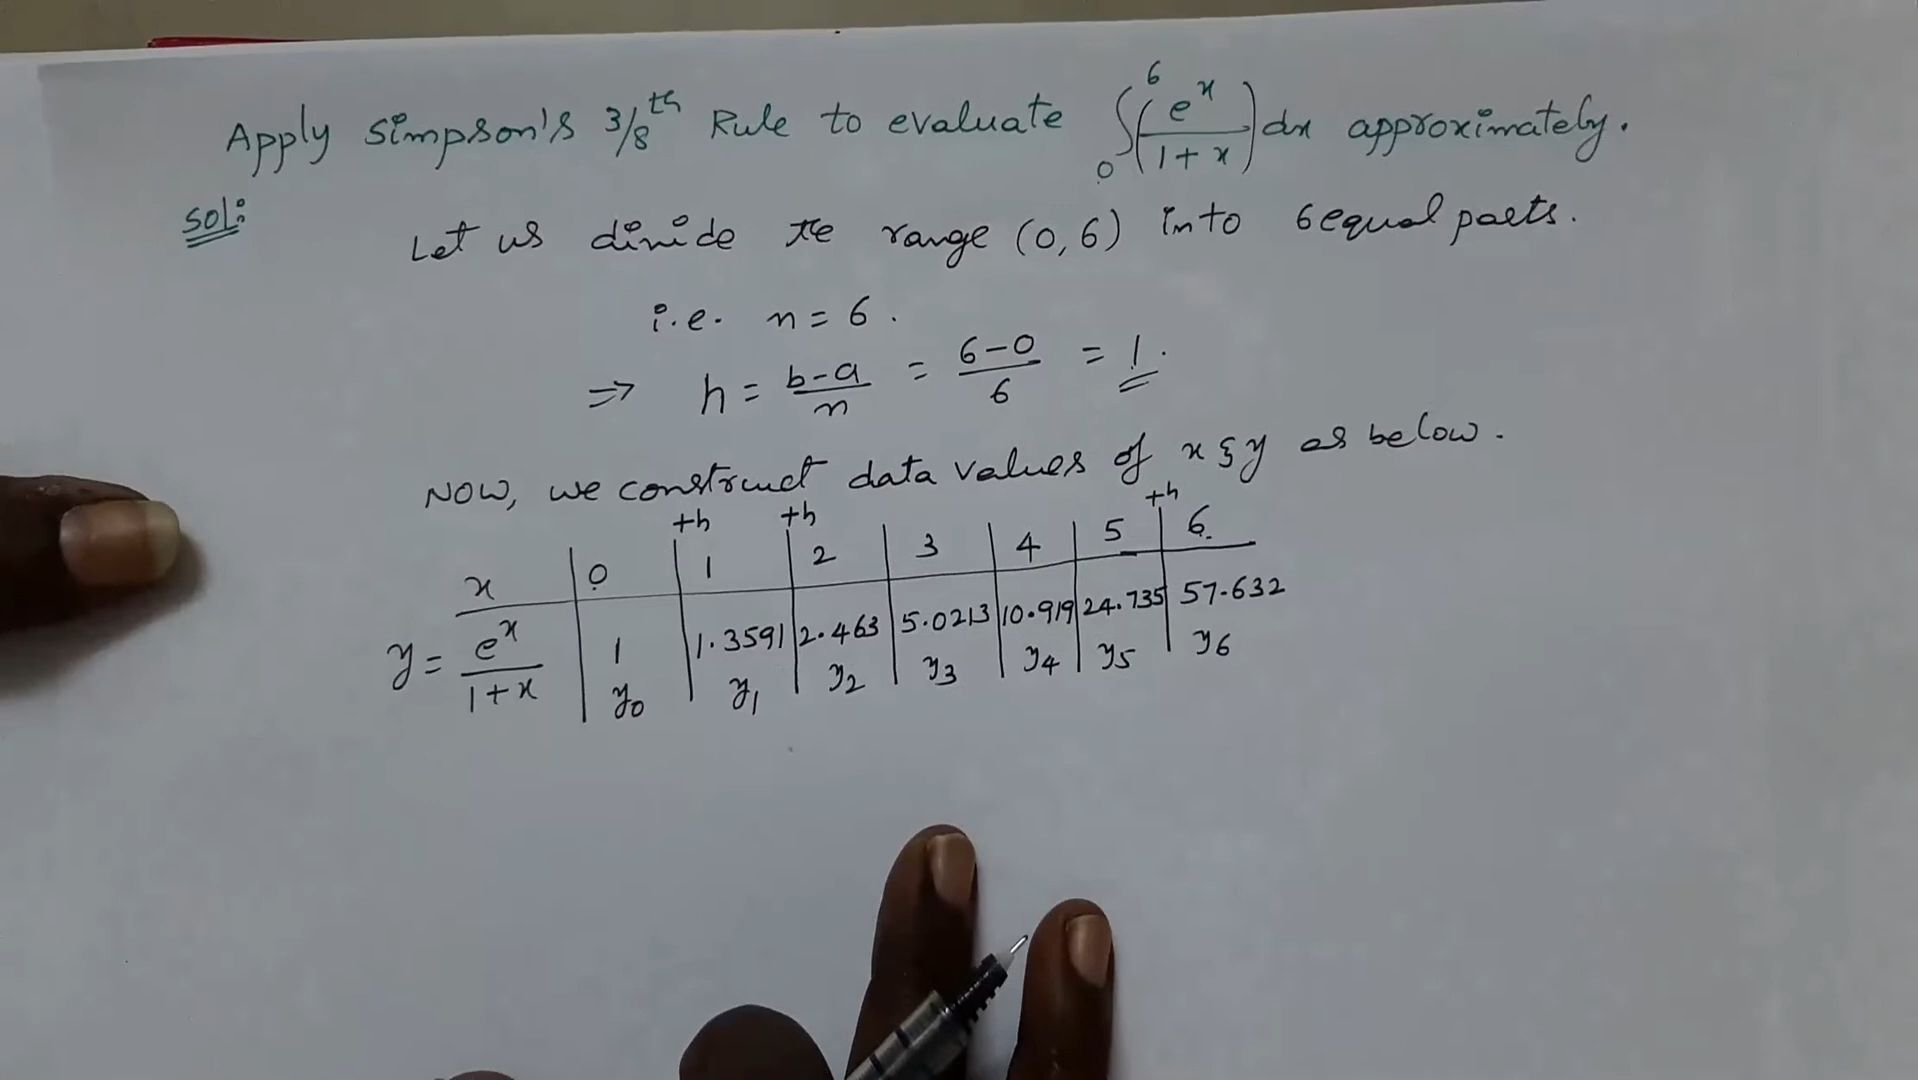 Apply Simpson's 3/8th Rule to evaluate ∫₀⁶ (eˣ/(1+x)) dx approximately.
Sol:
Let us divide the range (0,6) into 6 equal parts.
i.e. n = 6.
⇒ h = (b-a)/n = (6-0)/6 = 1.
NOW, we construct data values of x & y as below.
+h +h +h
x | 0 | 1 | 2 | 3 | 4 | 5 | 6
y = eˣ/(1+x) | 1 | 1.3591 | 2.463 | 5.0213 | 10.919 | 24.735 | 57.632
y₀ y₁ y₂ y₃ y₄ y₅ y₆